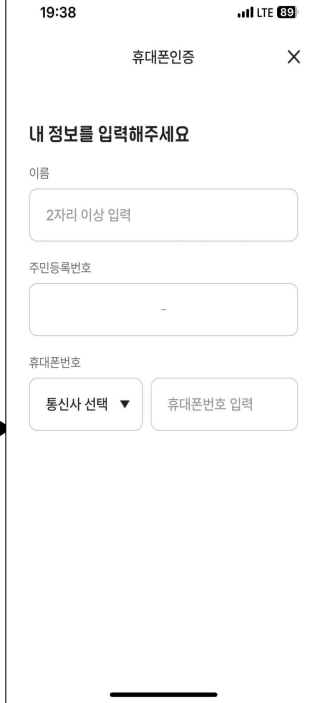 19:38 LTE 89
휴대폰인증 ✕
내 정보를 입력해주세요
이름
2자리 이상 입력
주민등록번호
-
휴대폰번호
통신사 선택 ▼ 휴대폰번호 입력